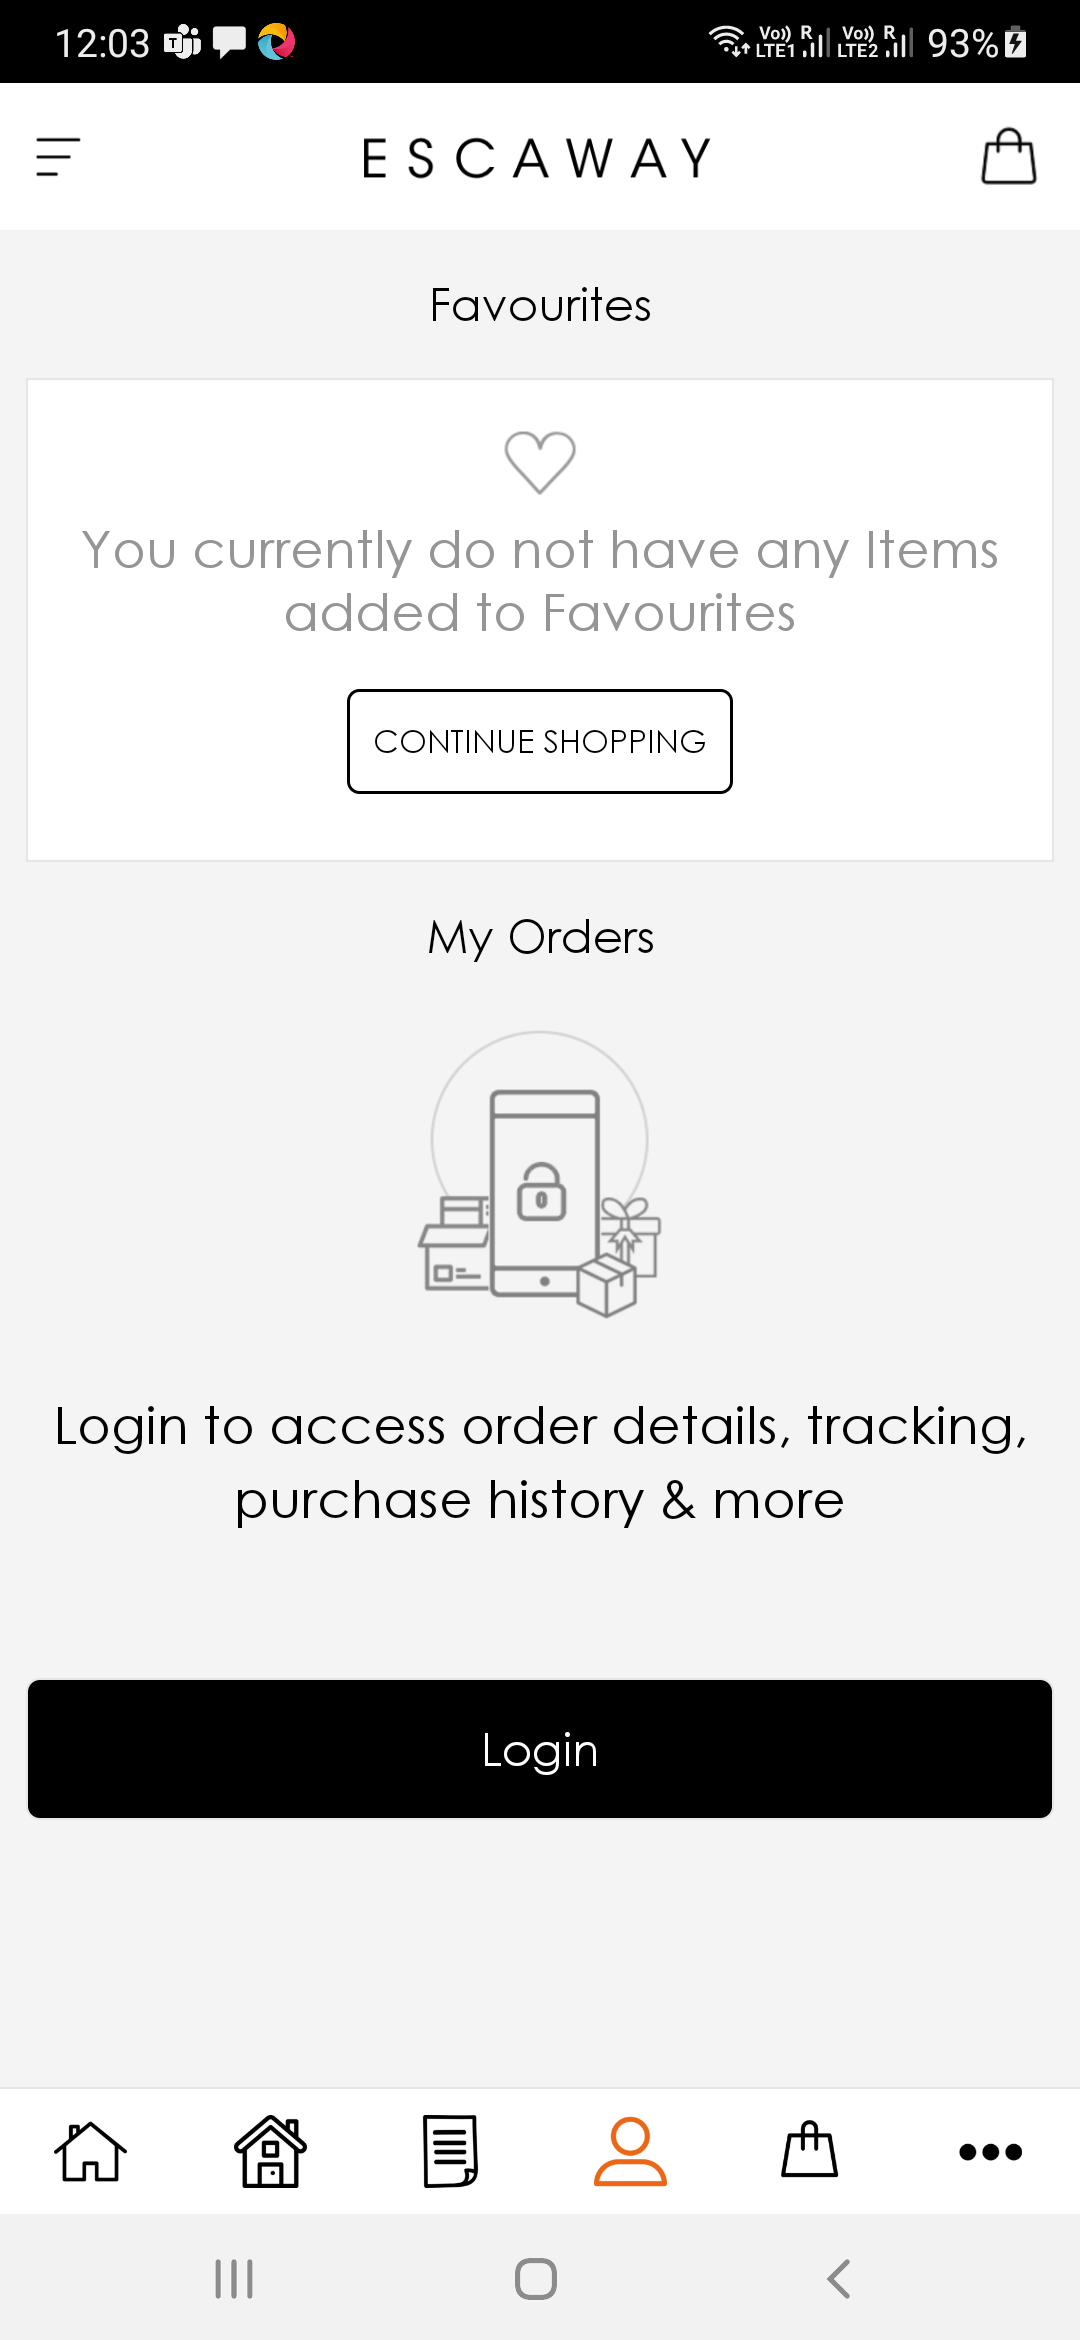 12:03
Vo)) R Vo)) R
LTE1 LTE2
93%
ESCAWAY
Favourites
You currently do not have any Items
added to Favourites
CONTINUE SHOPPING
My Orders
Login to access order details, tracking,
purchase history & more
Login